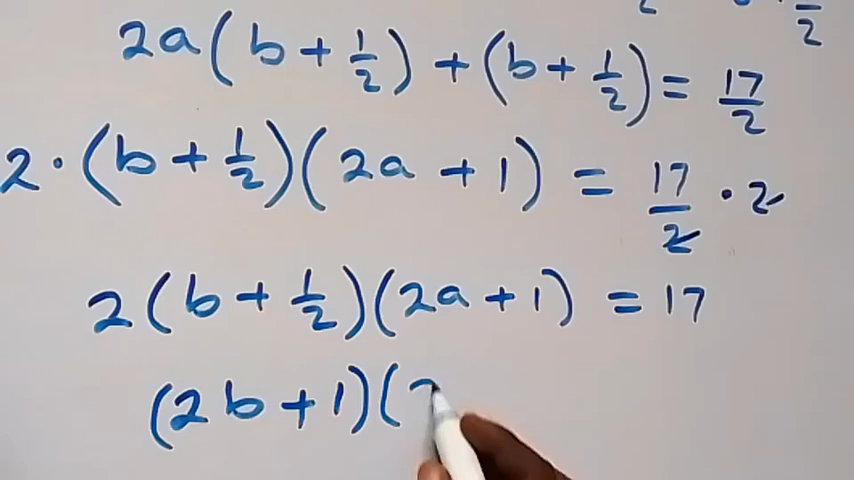 2a(b + 1/2) + (b + 1/2) = 17/2
2 · (b + 1/2)(2a + 1) = 17/2 · 2
2(b + 1/2)(2a + 1) = 17
(2b + 1)(